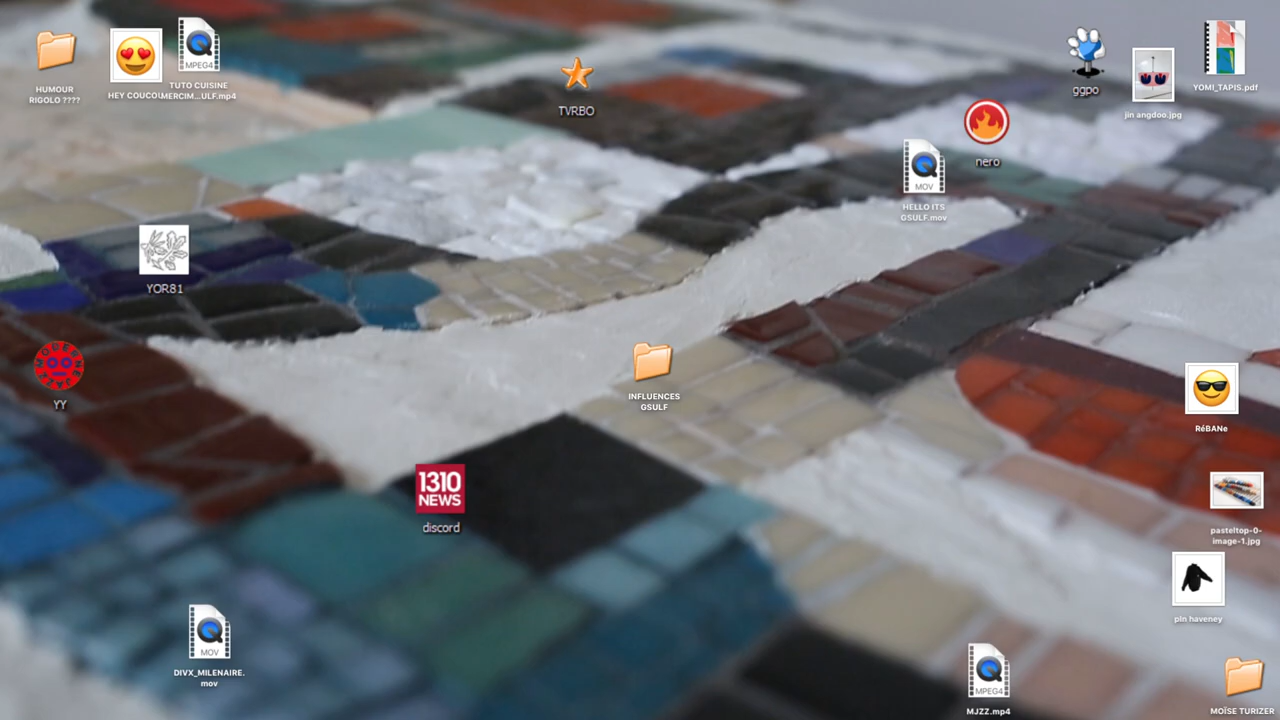 HUMOUR
RIGOLO ????
HEY COUCOU
MPEG4
TUTO CUISINE
MERCIM...ULF.mp4
TVRBO
ggpo
jin angdoo.jpg
YOMI_TAPIS.pdf
nero
MOV
HELLO ITS
GSULF.mov
YOR81
YY
INFLUENCES
GSULF
RéBANe
1310
NEWS
discord
pasteltop-0-
image-1.jpg
pln haveney
MOV
DIVX_MILENAIRE.
mov
MPEG4
MJZZ.mp4
MOÏSE TURIZER